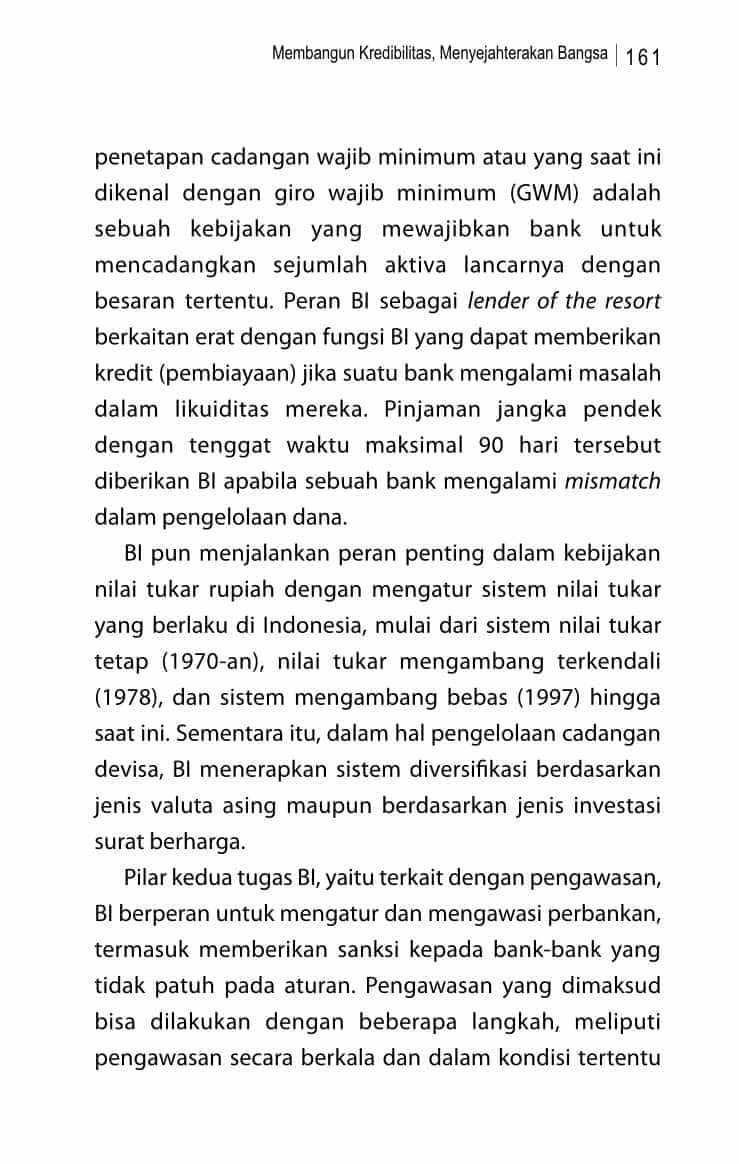 Membangun Kredibilitas, Menyejahterakan Bangsa | 161
penetapan cadangan wajib minimum atau yang saat ini
dikenal dengan giro wajib minimum (GWM) adalah
sebuah kebijakan yang mewajibkan bank untuk
mencadangkan sejumlah aktiva lancarnya dengan
besaran tertentu. Peran BI sebagai lender of the resort
berkaitan erat dengan fungsi BI yang dapat memberikan
kredit (pembiayaan) jika suatu bank mengalami masalah
dalam likuiditas mereka. Pinjaman jangka pendek
dengan tenggat waktu maksimal 90 hari tersebut
diberikan BI apabila sebuah bank mengalami mismatch
dalam pengelolaan dana.
BI pun menjalankan peran penting dalam kebijakan
nilai tukar rupiah dengan mengatur sistem nilai tukar
yang berlaku di Indonesia, mulai dari sistem nilai tukar
tetap (1970-an), nilai tukar mengambang terkendali
(1978), dan sistem mengambang bebas (1997) hingga
saat ini. Sementara itu, dalam hal pengelolaan cadangan
devisa, BI menerapkan sistem diversifikasi berdasarkan
jenis valuta asing maupun berdasarkan jenis investasi
surat berharga.
Pilar kedua tugas BI, yaitu terkait dengan pengawasan,
BI berperan untuk mengatur dan mengawasi perbankan,
termasuk memberikan sanksi kepada bank-bank yang
tidak patuh pada aturan. Pengawasan yang dimaksud
bisa dilakukan dengan beberapa langkah, meliputi
pengawasan secara berkala dan dalam kondisi tertentu